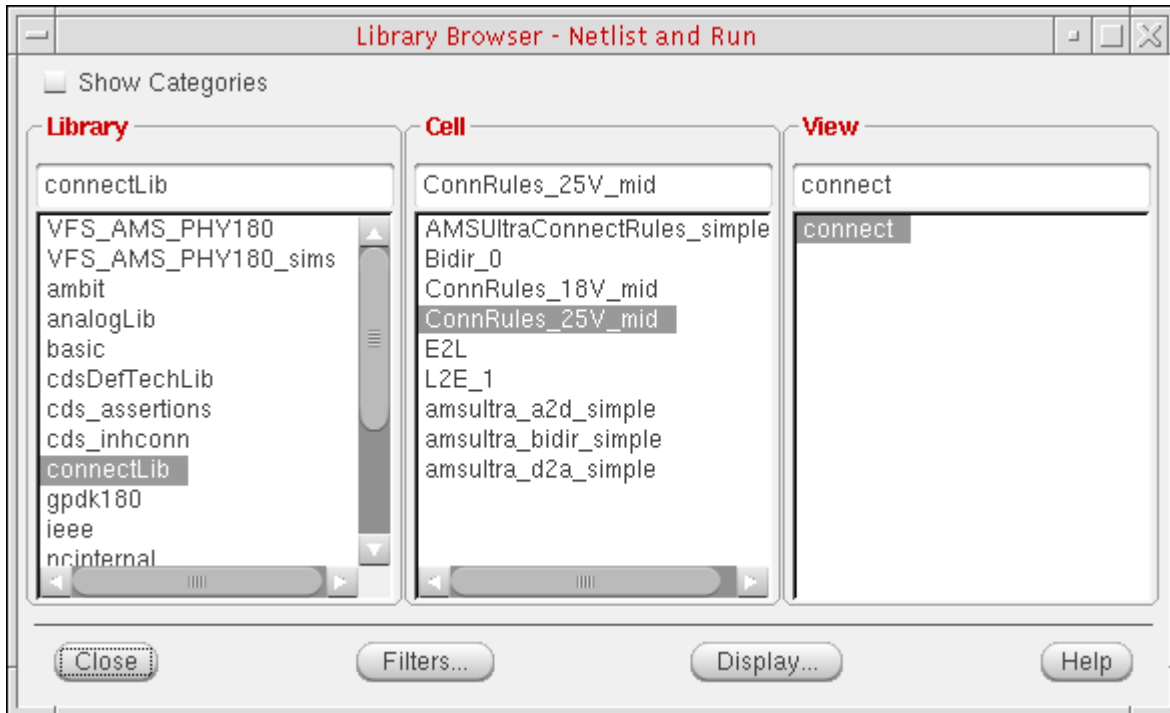 Library Browser - Netlist and Run
Show Categories
Library
connectLib
VFS_AMS_PHY180
VFS_AMS_PHY180_sims
ambit
analogLib
basic
cdsDefTechLib
cds_assertions
cds_inhconn
connectLib
gpdk180
ieee
ncinternal
Cell
ConnRules_25V_mid
AMSUltraConnectRules_simple
Bidir_0
ConnRules_18V_mid
ConnRules_25V_mid
E2L
L2E_1
amsultra_a2d_simple
amsultra_bidir_simple
amsultra_d2a_simple
View
connect
connect
Close
Filters...
Display...
Help